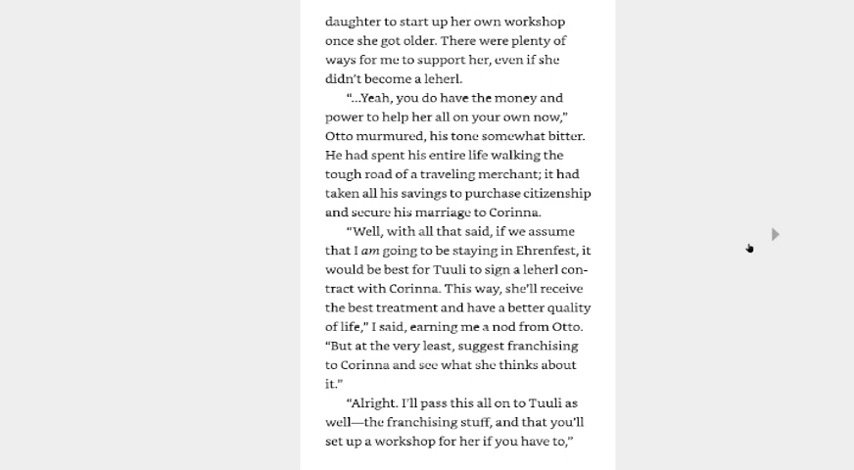 daughter to start up her own workshop
once she got older. There were plenty of
ways for me to support her, even if she
didn't become a leherl.
“...Yeah, you do have the money and
power to help her all on your own now,”
Otto murmured, his tone somewhat bitter.
He had spent his entire life walking the
tough road of a traveling merchant; it had
taken all his savings to purchase citizenship
and secure his marriage to Corinna.
“Well, with all that said, if we assume
that I am going to be staying in Ehrenfest, it
would be best for Tuuli to sign a leherl con-
tract with Corinna. This way, she'll receive
the best treatment and have a better quality
of life,” I said, earning me a nod from Otto.
“But at the very least, suggest franchising
to Corinna and see what she thinks about
it.”
“Alright. I'll pass this all on to Tuuli as
well—the franchising stuff, and that you'll
set up a workshop for her if you have to,”